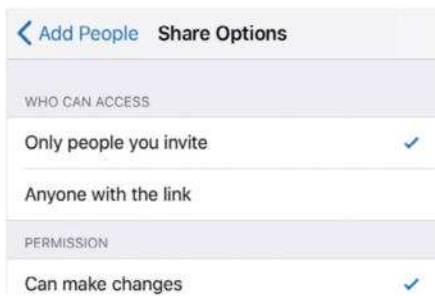 Add People Share Options
WHO CAN ACCESS
Only people you invite
Anyone with the link
PERMISSION
Can make changes